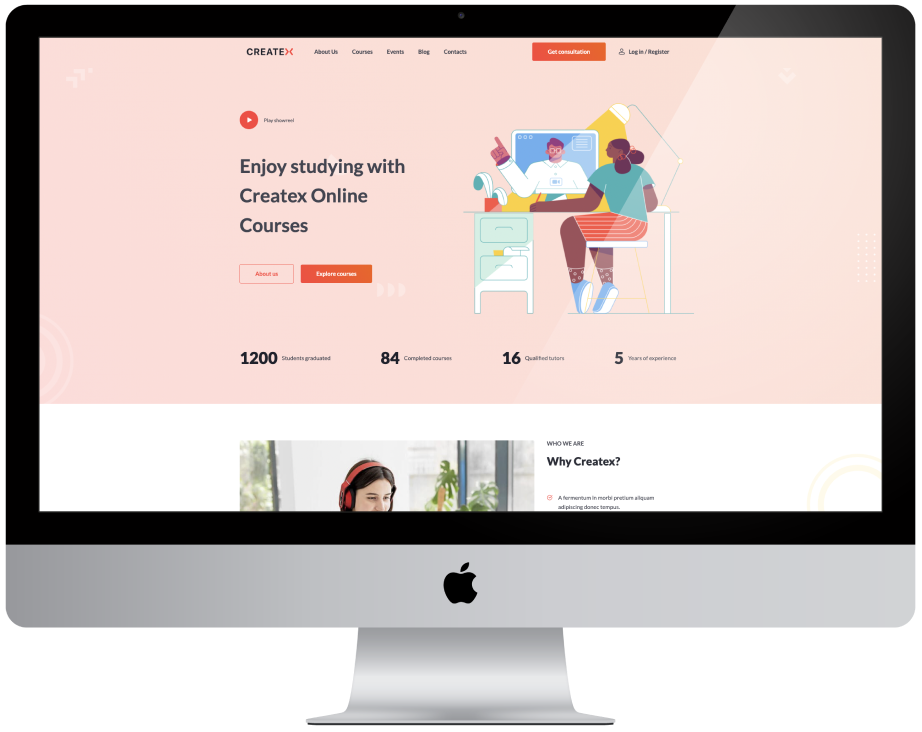 CREATEX
About Us
Courses
Events
Blog
Contacts
Get consultation
Log in / Register
Play showreel
Enjoy studying with
Createx Online
Courses
About us
Explore courses
1200 Students graduated
84 Completed courses
16 Qualified tutors
5 Years of experience
WHO WE ARE
Why Createx?
A fermentum in morbi pretium aliquam
adipiscing donec tempus.